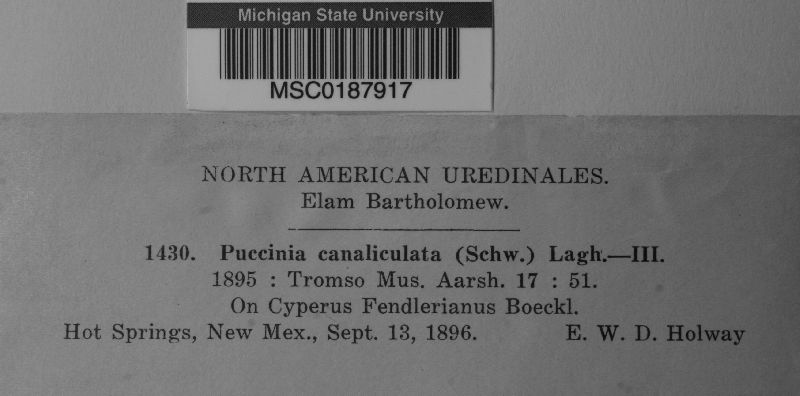 Michigan State University
MSC0187917
NORTH AMERICAN UREDINALES.
Elam Bartholomew.
1430. Puccinia canaliculata (Schw.) Lagh.—III.
1895 : Tromso Mus. Aarsh. 17 : 51.
On Cyperus Fendlerianus Boeckl.
Hot Springs, New Mex., Sept. 13, 1896. E. W. D. Holway